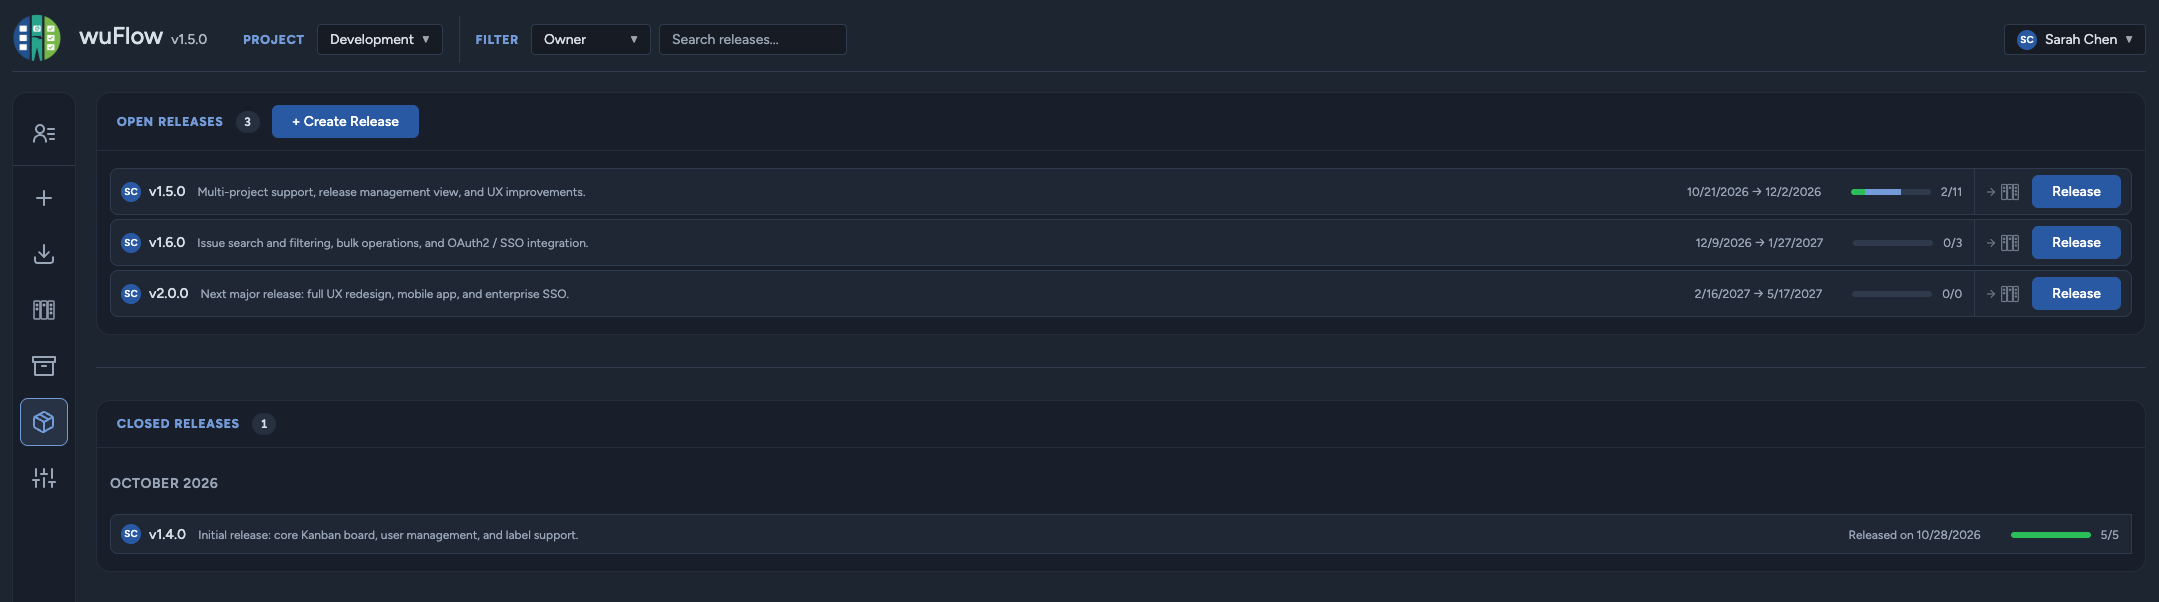 wuFlow v1.5.0 PROJECT Development ▼ FILTER Owner ▼ Search releases... SC Sarah Chen ▼
OPEN RELEASES 3 + Create Release
SC v1.5.0 Multi-project support, release management view, and UX improvements. 10/21/2026 → 12/2/2026 2/11 → Release
SC v1.6.0 Issue search and filtering, bulk operations, and OAuth2 / SSO integration. 12/9/2026 → 1/27/2027 0/3 → Release
SC v2.0.0 Next major release: full UX redesign, mobile app, and enterprise SSO. 2/16/2027 → 5/17/2027 0/0 → Release
CLOSED RELEASES 1
OCTOBER 2026
SC v1.4.0 Initial release: core Kanban board, user management, and label support. Released on 10/28/2026 5/5